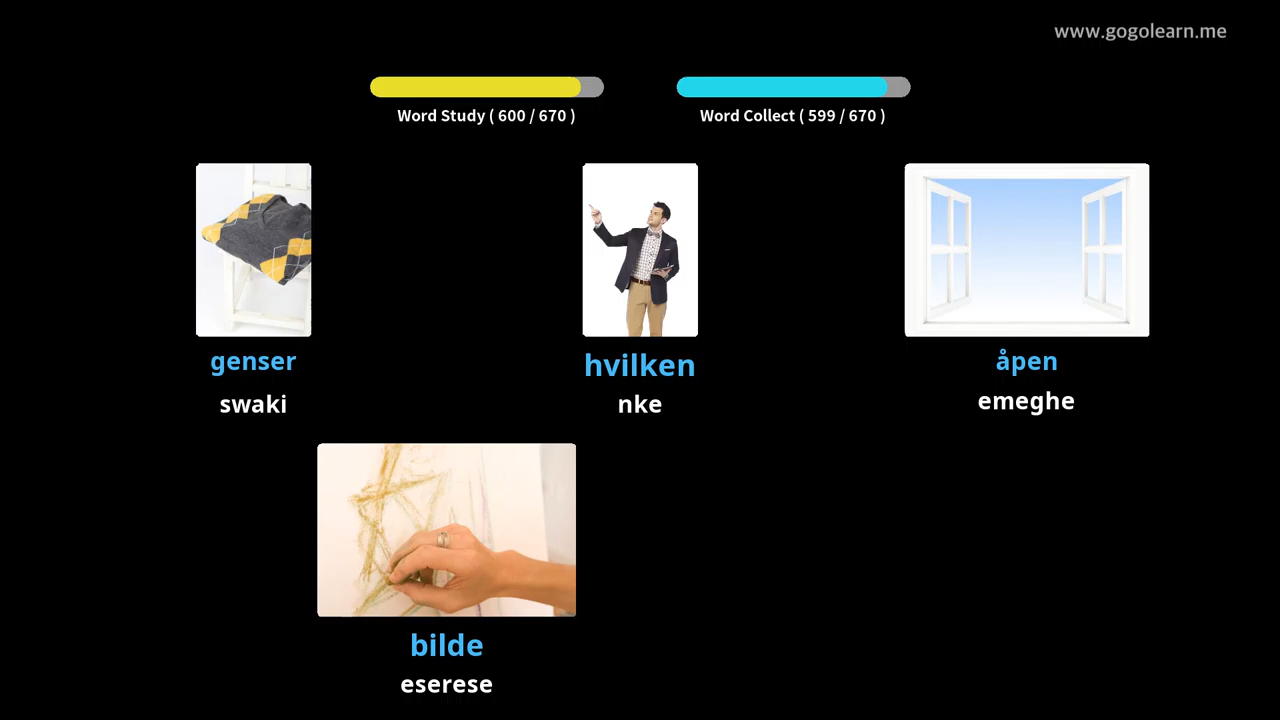 www.gogolearn.me
Word Study ( 600 / 670 )
Word Collect ( 599 / 670 )
genser
hvilken
åpen
swaki
nke
emeghe
bilde
eserese